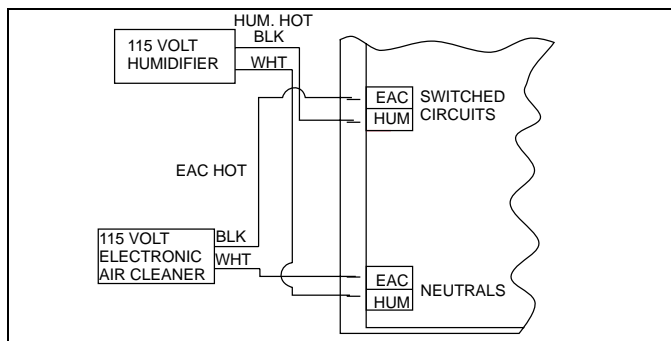 HUM. HOT
BLK
115 VOLT
HUMIDIFIER
WHT
EAC
HUM
SWITCHED
CIRCUITS
EAC HOT
BLK
115 VOLT
ELECTRONIC
AIR CLEANER
WHT
EAC
HUM
NEUTRALS